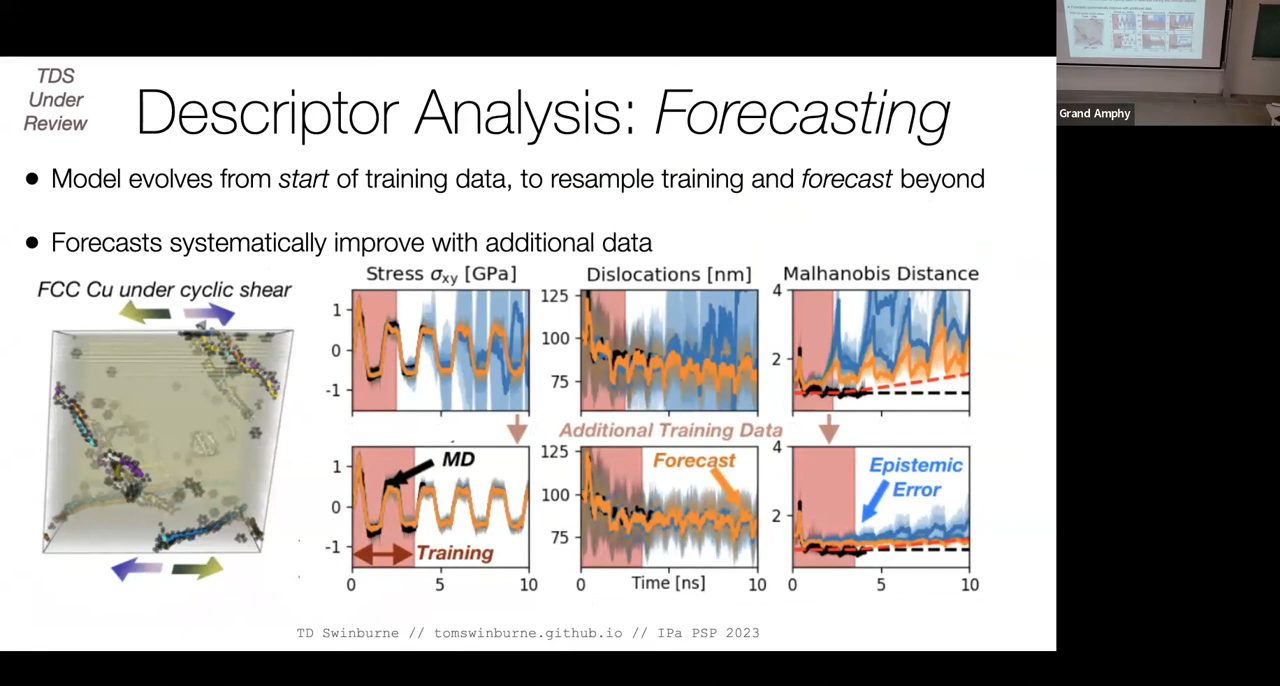 TDS
Under
Review
Descriptor Analysis: Forecasting
Grand Amphy
● Model evolves from start of training data, to resample training and forecast beyond
● Forecasts systematically improve with additional data
FCC Cu under cyclic shear
Stress σxy [GPa]
Dislocations [nm]
Malhanobis Distance
1
0
-1
125
100
75
4
2
Additional Training Data
MD
Training
1
0
-1
0
5
10
Forecast
125
100
75
0
Time [ns]
10
Epistemic
Error
4
2
0
5
10
TD Swinburne // tomswinburne.github.io // IPa PSP 2023